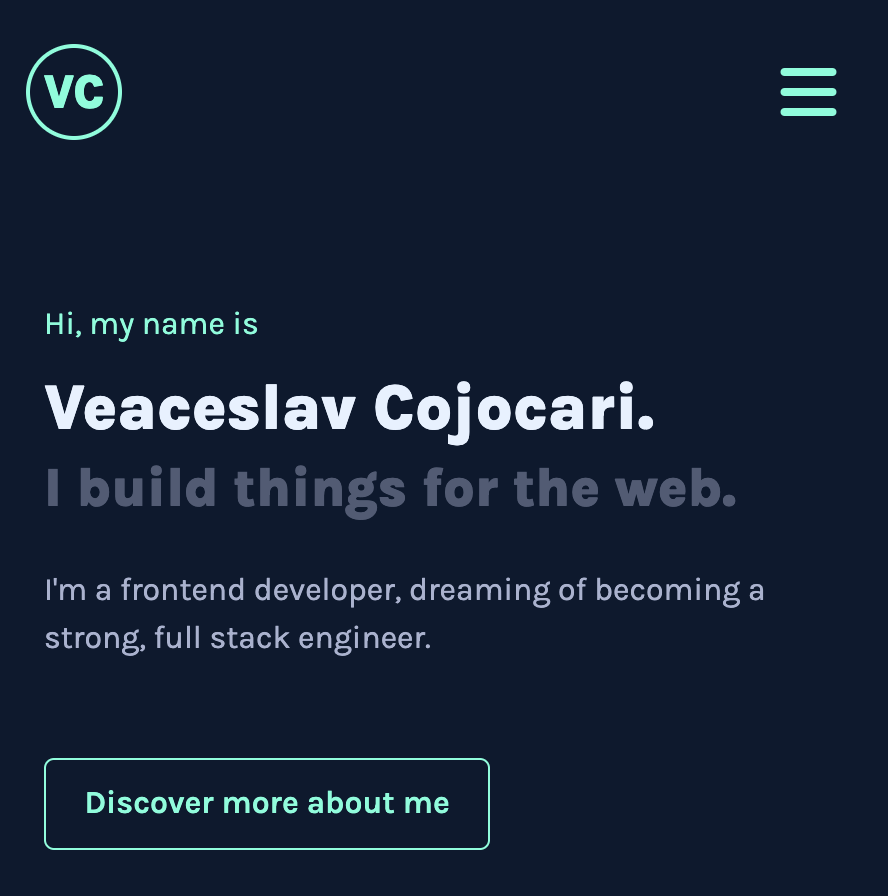 VC
Hi, my name is
Veaceslav Cojocari.
I build things for the web.
I'm a frontend developer, dreaming of becoming a
strong, full stack engineer.
Discover more about me